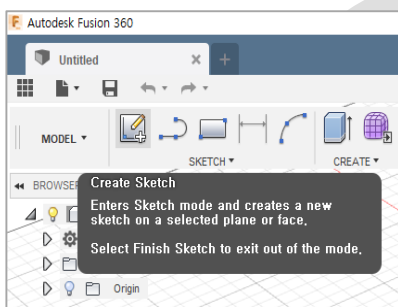 Autodesk Fusion 360
Untitled
MODEL
SKETCH
CREATE
BROWSER
Create Sketch
Enters Sketch mode and creates a new
sketch on a selected plane or face.
Select Finish Sketch to exit out of the mode.
Origin